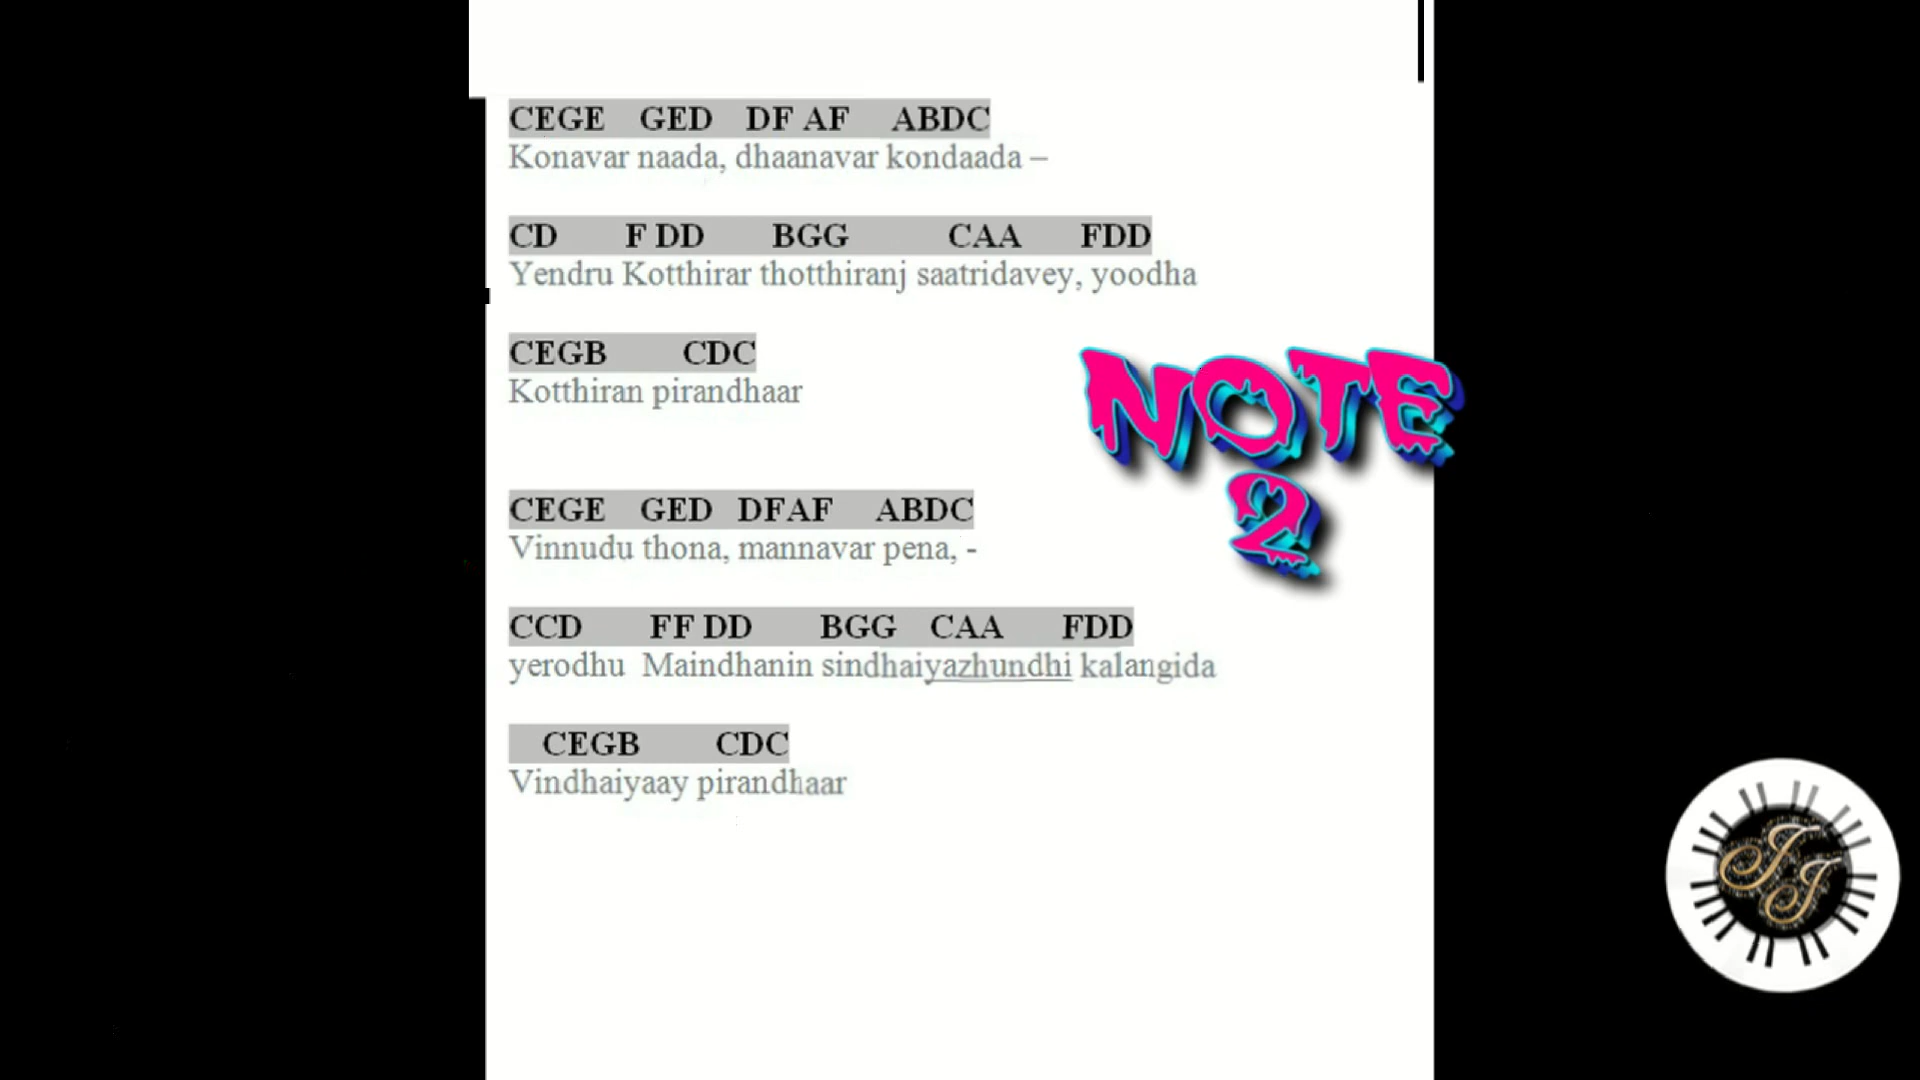 CEGE GED DF AF ABDC
Konavar naada, dhaanavar kondaada –
CD F DD BGG CAA FDD
Yendru Kotthirar thotthiranj saatridavey, yoodha
CEGB CDC
Kotthiran pirandhaar
NOTE
2
CEGE GED DFAF ABDC
Vinnudu thona, mannavar pena, -
CCD FF DD BGG CAA FDD
yerodhu Maindhanin sindhaiyazhundhi kalangida
CEGB CDC
Vindhaiyaay pirandhaar
JJ